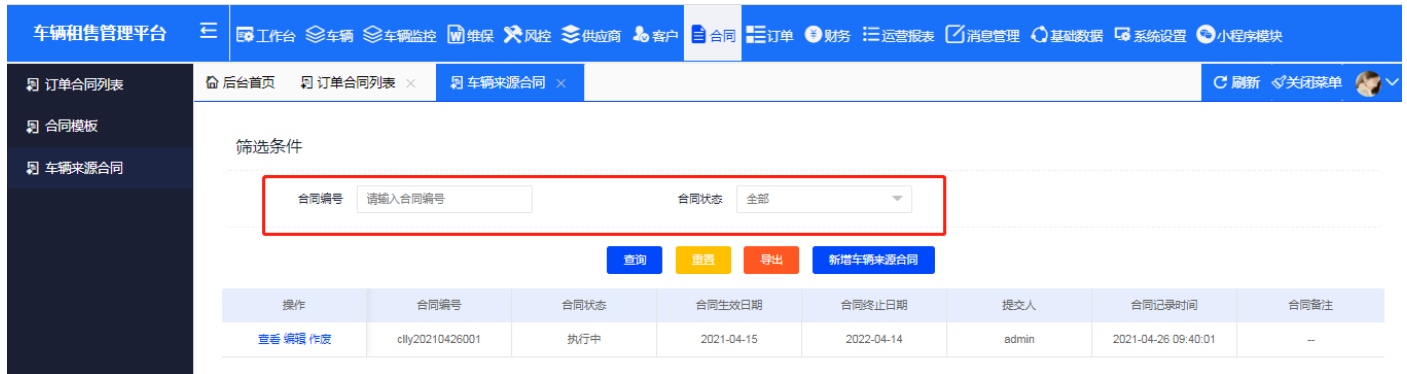 车辆租售管理平台
工作台 车辆 车辆监控 维保 风控 供应商 客户 合同 订单 财务 运营报表 消息管理 基础数据 系统设置 小程序模块
订单合同列表
合同模板
车辆来源合同
后台首页 订单合同列表 × 车辆来源合同 × 刷新 关闭菜单
筛选条件
合同编号 请输入合同编号 合同状态 全部
查询 重置 导出 新增车辆来源合同
操作 合同编号 合同状态 合同生效日期 合同终止日期 提交人 合同记录时间 合同备注
查看 编辑 作废 clly20210426001 执行中 2021-04-15 2022-04-14 admin 2021-04-26 09:40:01 --